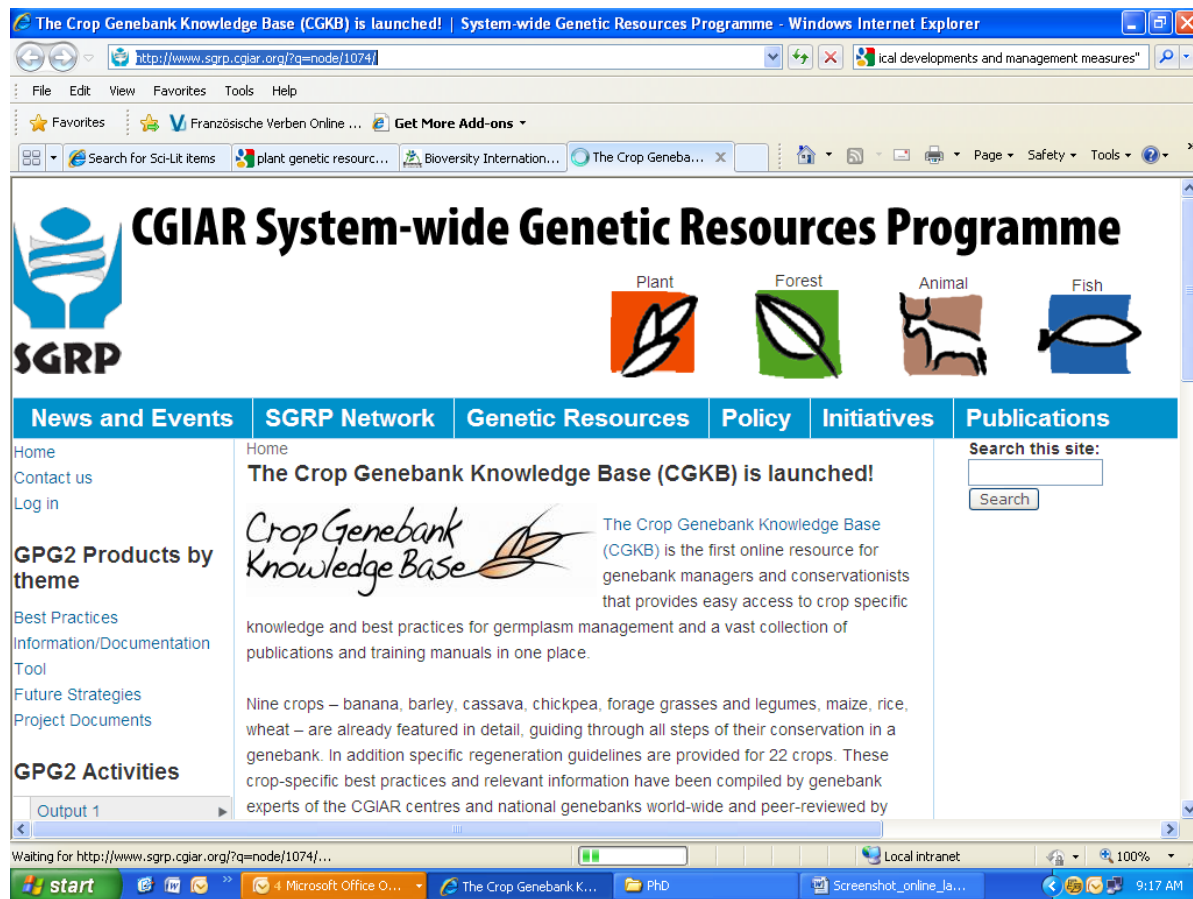 The Crop Genebank Knowledge Base (CGKB) is launched! | System-wide Genetic Resources Programme - Windows Internet Explorer
http://www.sgrp.cgiar.org/?q=node/1074/
ical developments and management measures"
File Edit View Favorites Tools Help
Favorites Französische Verben Online ... Get More Add-ons
Search for Sci-Lit items plant genetic resourc... Bioversity Internation... The Crop Geneba... X Page Safety Tools »
CGIAR System-wide Genetic Resources Programme
Plant Forest Animal Fish
SGRP
News and Events SGRP Network Genetic Resources Policy Initiatives Publications
Home
Contact us
Log in
GPG2 Products by
theme
Best Practices
Information/Documentation
Tool
Future Strategies
Project Documents
GPG2 Activities
Output 1
Home
The Crop Genebank Knowledge Base (CGKB) is launched!
Crop Genebank
Knowledge Base
The Crop Genebank Knowledge Base
(CGKB) is the first online resource for
genebank managers and conservationists
that provides easy access to crop specific
knowledge and best practices for germplasm management and a vast collection of
publications and training manuals in one place.
Nine crops – banana, barley, cassava, chickpea, forage grasses and legumes, maize, rice,
wheat – are already featured in detail, guiding through all steps of their conservation in a
genebank. In addition specific regeneration guidelines are provided for 22 crops. These
crop-specific best practices and relevant information have been compiled by genebank
experts of the CGIAR centres and national genebanks world-wide and peer-reviewed by
Search this site:
Search
Waiting for http://www.sgrp.cgiar.org/?q=node/1074/... Local intranet 100%
start » 4 Microsoft Office O... The Crop Genebank K... PhD Screenshot_online_la... 9:17 AM